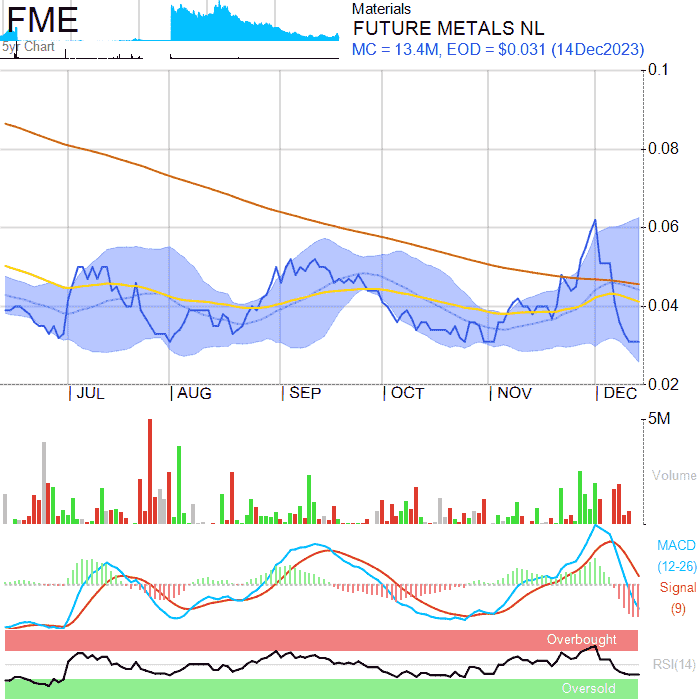 FME
5yr Chart
Materials
FUTURE METALS NL
MC = 13.4M, EOD = $0.031 (14Dec2023)
0.1
0.08
0.06
0.04
0.02
JUL AUG SEP OCT NOV DEC
5M
Volume
MACD
(12-26)
Signal
(9)
Overbought
RSI(14)
Oversold